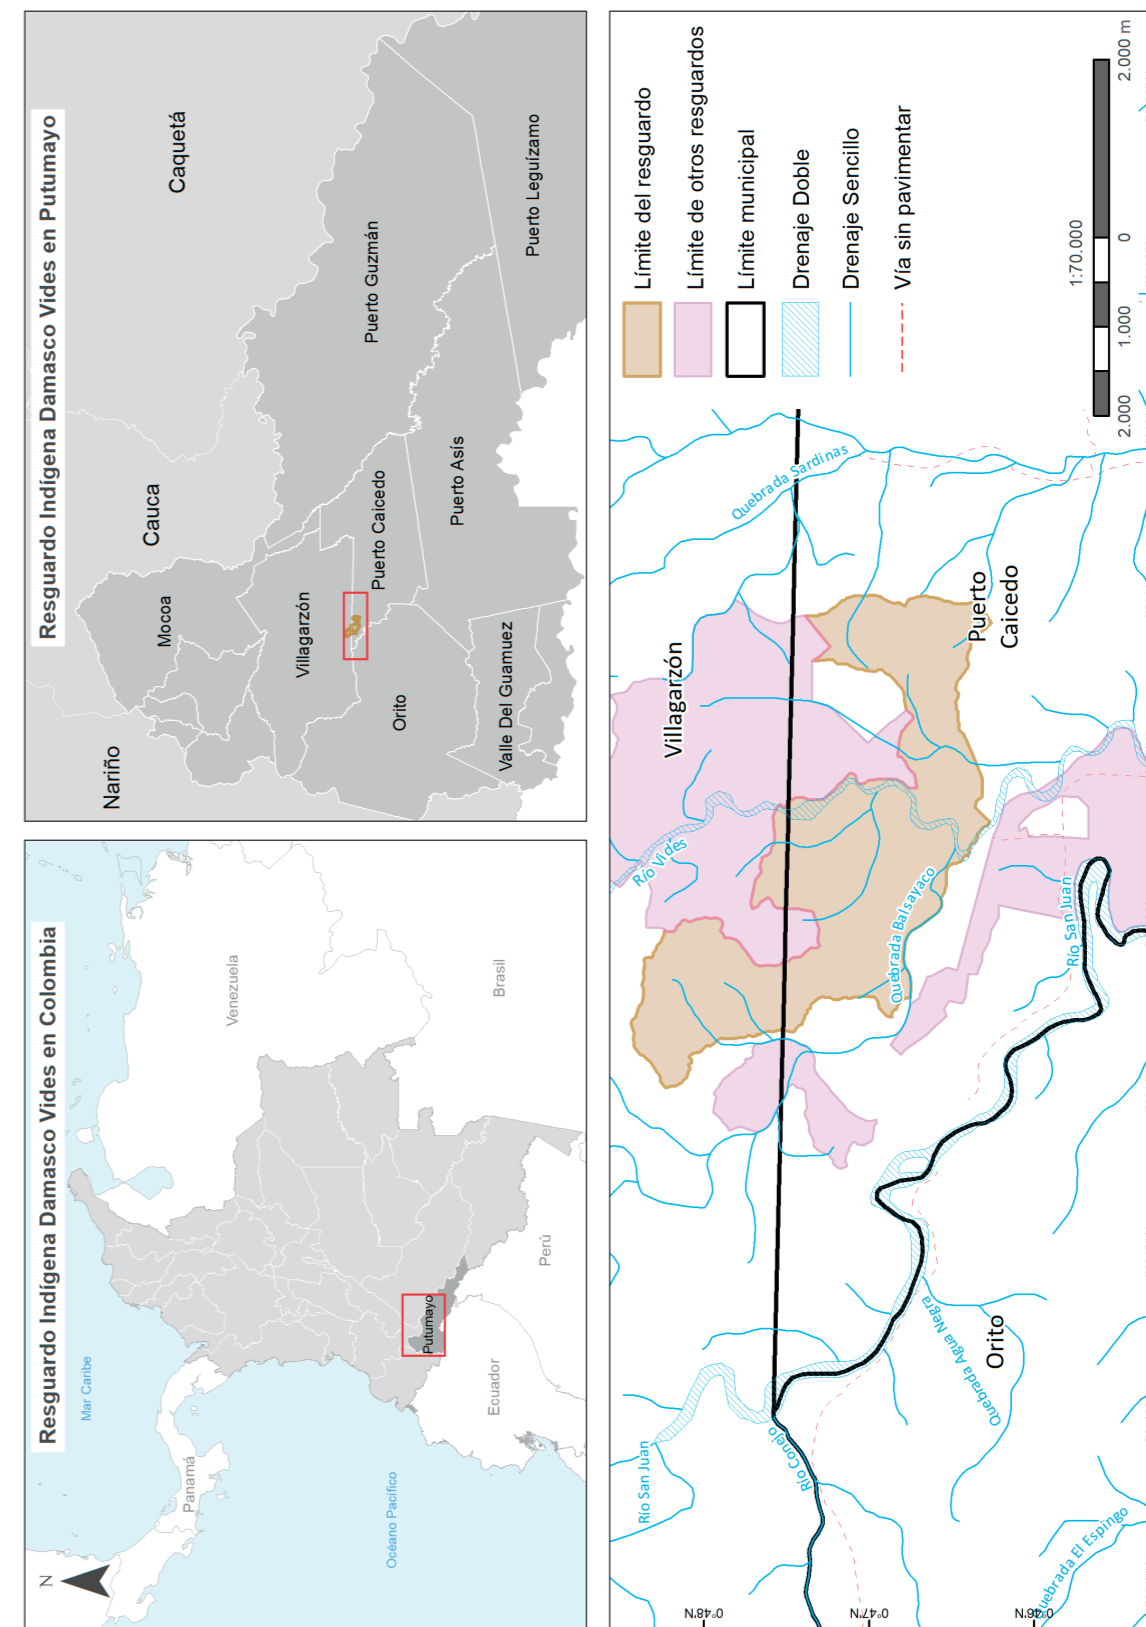 Resguardo Indígena Damasco Vides en Colombia
N
Mar Caribe
Panamá
Venezuela
Océano Pacífico
Putumayo
Ecuador
Brasil
Perú
Resguardo Indígena Damasco Vides en Putumayo
Nariño
Cauca
Caquetá
Mocoa
Villagarzón
Puerto Guzmán
Puerto Caicedo
Orito
Puerto Asís
Valle Del Guamuez
Puerto Leguízamo
0°48'N
0°47'N
0°46'N
Río San Juan
Río Conejo
Quebrada Agua Negra
Orito
Quebrada El Espingo
Río Vides
Villagarzón
Quebrada Sardinas
Quebrada Balsayaco
Puerto
Caicedo
Río San Juan
Límite del resguardo
Límite de otros resguardos
Límite municipal
Drenaje Doble
Drenaje Sencillo
Vía sin pavimentar
1:70.000
2.000
1.000
0
2.000 m